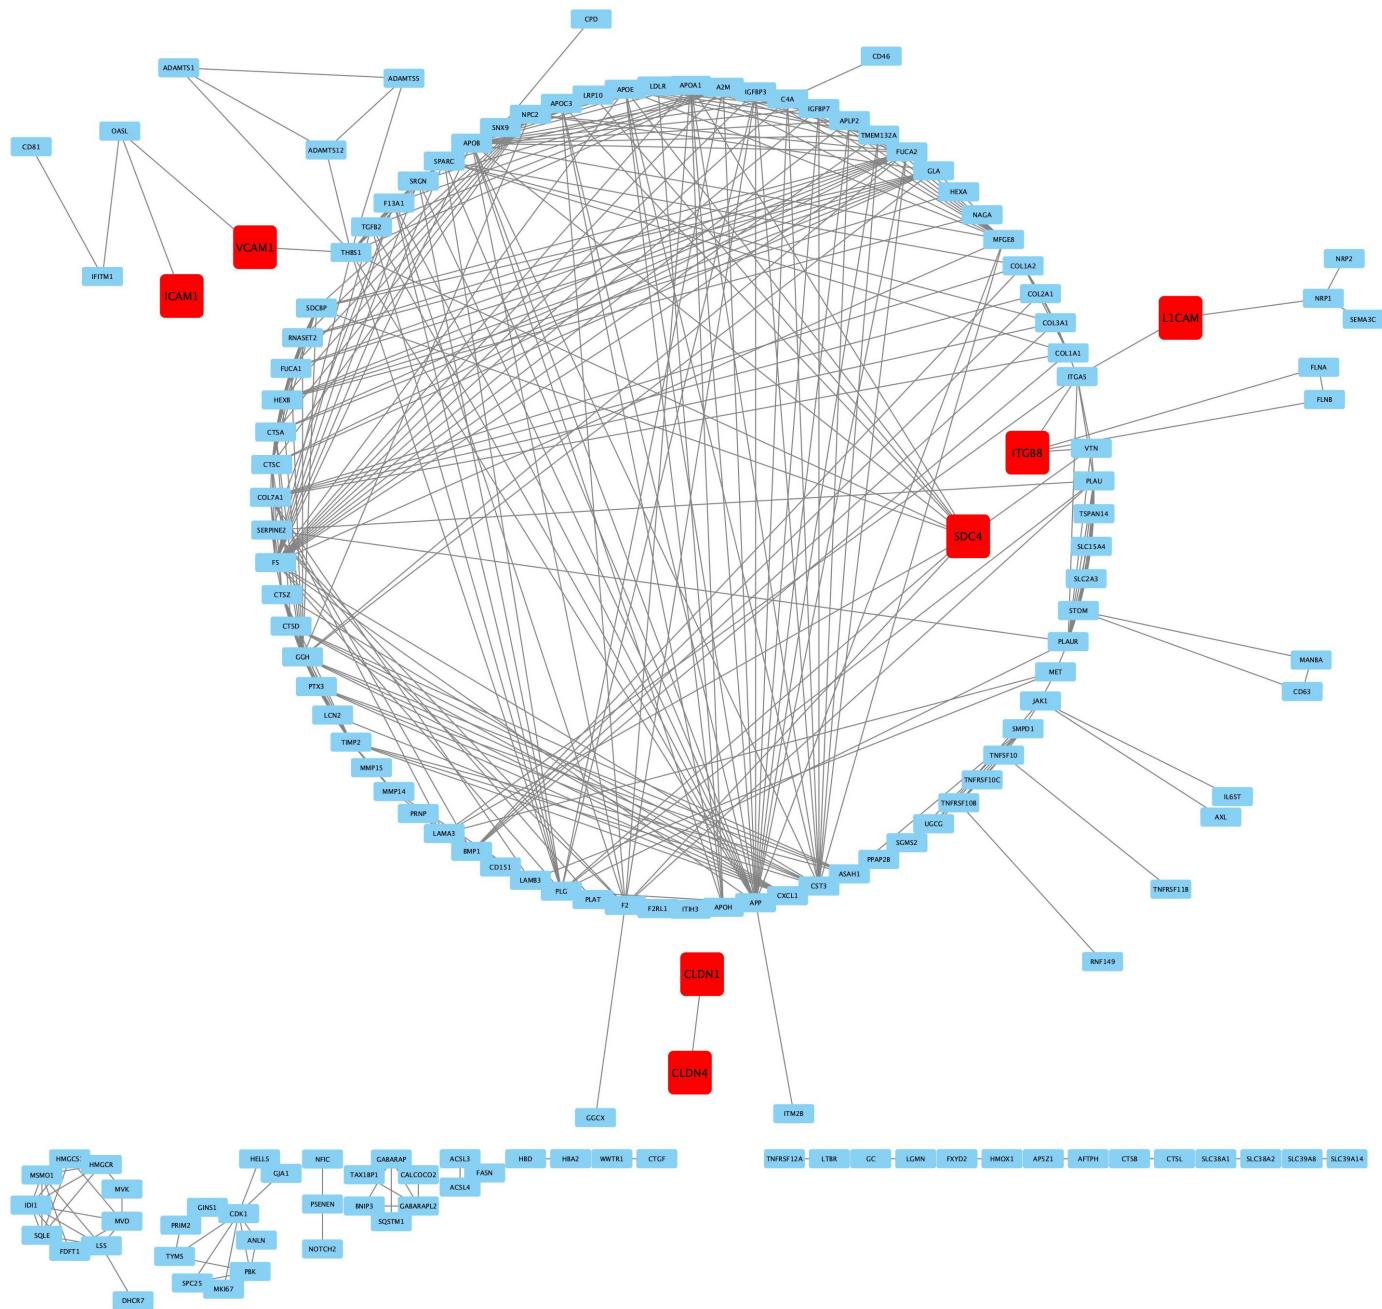 CPD
CD46
ADAMTS1
ADAMTS5
ADAMTS12
OASL
CD81
IFITM1
VCAM1
ICAM1
LDLR
APOA1
A2M
APOE
IGFBP3
LRP10
C4A
APOC3
IGFBP7
NPC2
APLP2
SNX9
TMEM132A
APOB
FUCA2
SPARC
GLA
SRGN
HEXA
F13A1
NAGA
TGFB2
MFGE8
THBS1
COL1A2
COL2A1
SDCBP
COL3A1
RNASET2
COL1A1
FUCA1
ITGA5
HEXB
CTSA
VTN
CTSC
PLAU
COL7A1
TSPAN14
SERPINE2
SLC15A4
F5
SLC2A3
CTSZ
STOM
CTSD
PLAUR
GGH
MET
PTX3
JAK1
LCN2
SMPD1
TIMP2
TNFSF10
MMP15
TNFRSF10C
MMP14
TNFRSF10B
PRNP
UGCG
LAMA3
SGMS2
BMP1
PPAP2B
CD151
ASAH1
LAMB3
CST3
PLG
CXCL1
PLAT
APP
F2
APOH
F2RL1
ITIH3
NRP2
NRP1
SEMA3C
L1CAM
FLNA
FLNB
ITGB8
SDC4
MANBA
CD63
IL6ST
AXL
TNFRSF11B
RNF149
CLDN1
CLDN4
GGCX
ITM2B
HMGCS1
HMGCR
MSMO1
MVK
IDI1
MVD
SQLE
LSS
FDFT1
DHCR7
HELLS
GJA1
GINS1
CDK1
PRIM2
ANLN
TYMS
PBK
SPC25
MKI67
NFIC
PSENEN
NOTCH2
GABARAP
TAX1BP1
CALCOCO2
BNIP3
GABARAPL2
SQSTM1
ACSL3
FASN
ACSL4
HBD
HBA2
WWTR1
CTGF
TNFRSF12A
LTBR
GC
LGMN
FXYD2
HMOX1
AP5Z1
AFTPH
CTSB
CTSL
SLC38A1
SLC38A2
SLC39A8
SLC39A14